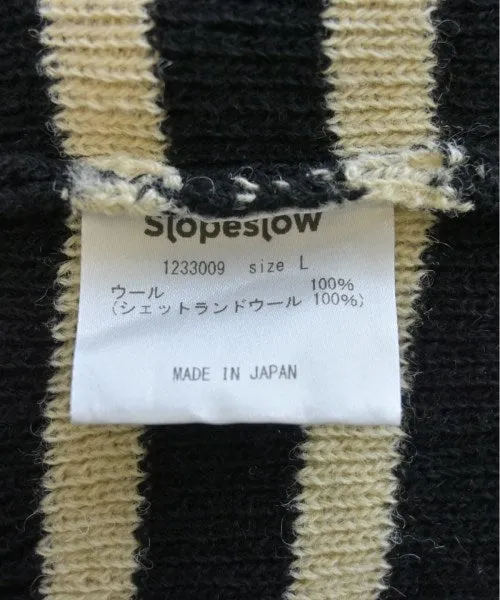 Slopeslow
1233009 size L
ウール 100%
(シェットランドウール 100%)
MADE IN JAPAN